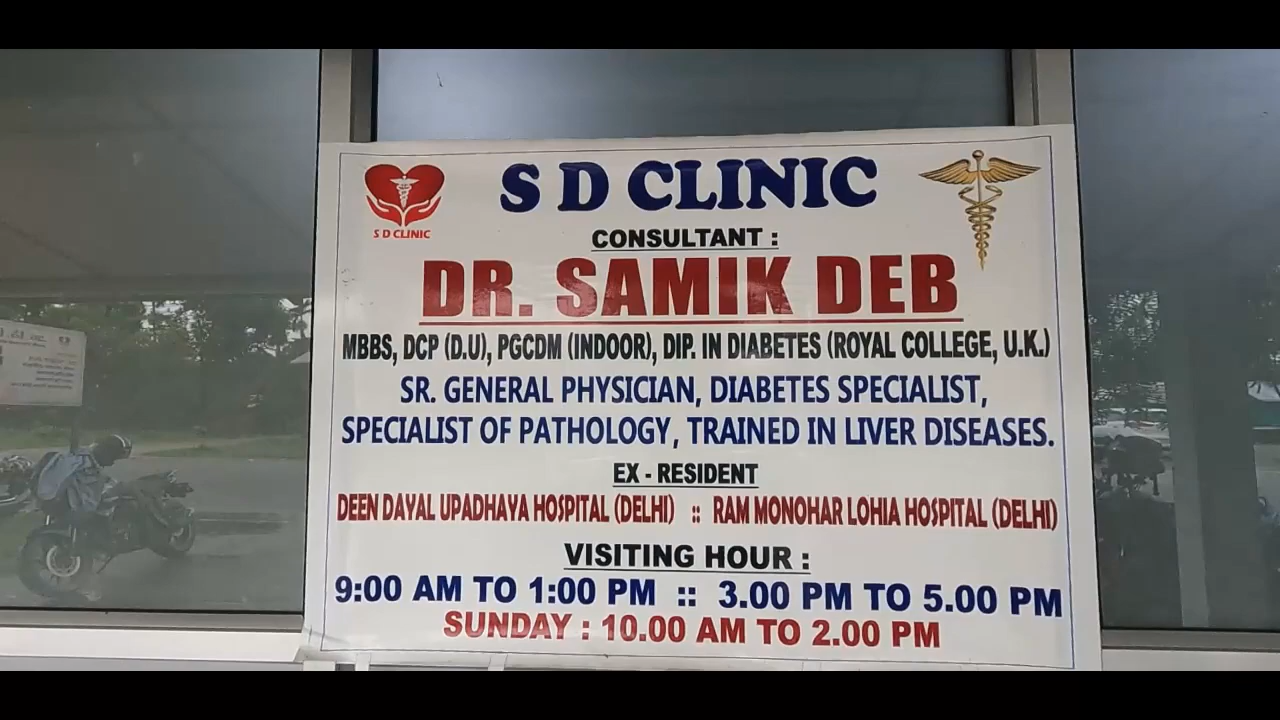 S D CLINIC
S D CLINIC
CONSULTANT :
DR. SAMIK DEB
MBBS, DCP (D.U), PGCDM (INDOOR), DIP. IN DIABETES (ROYAL COLLEGE, U.K.)
SR. GENERAL PHYSICIAN, DIABETES SPECIALIST,
SPECIALIST OF PATHOLOGY, TRAINED IN LIVER DISEASES.
EX - RESIDENT
DEEN DAYAL UPADHAYA HOSPITAL (DELHI) :: RAM MONOHAR LOHIA HOSPITAL (DELHI)
VISITING HOUR :
9:00 AM TO 1:00 PM :: 3.00 PM TO 5.00 PM
SUNDAY : 10.00 AM TO 2.00 PM